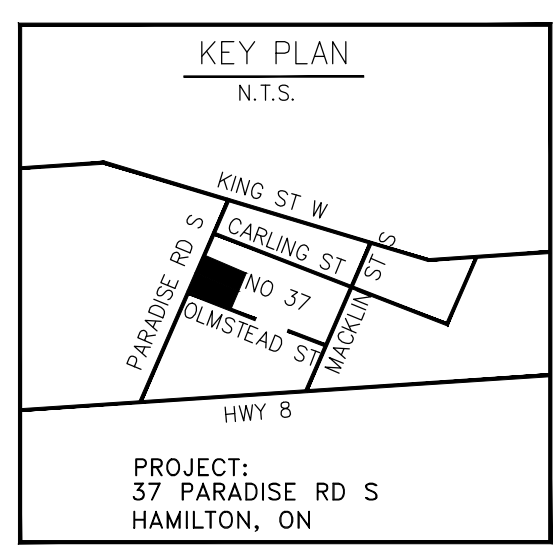 KEY PLAN
N.T.S.
KING ST W
CARLING ST
PARADISE RD S
MACKLIN ST S
NO 37
OLMSTEAD ST
HWY 8
PROJECT:
37 PARADISE RD S
HAMILTON, ON